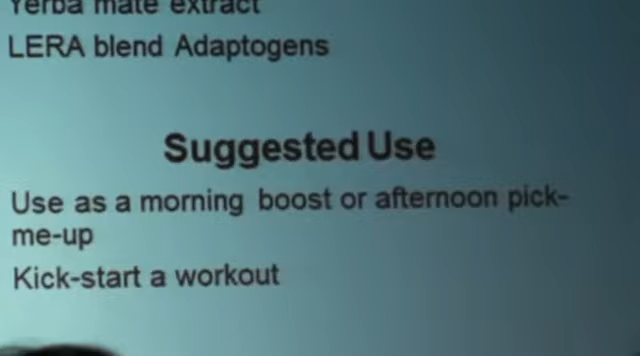 Yerba mate extract
LERA blend Adaptogens
Suggested Use
Use as a morning boost or afternoon pick-
me-up
Kick-start a workout